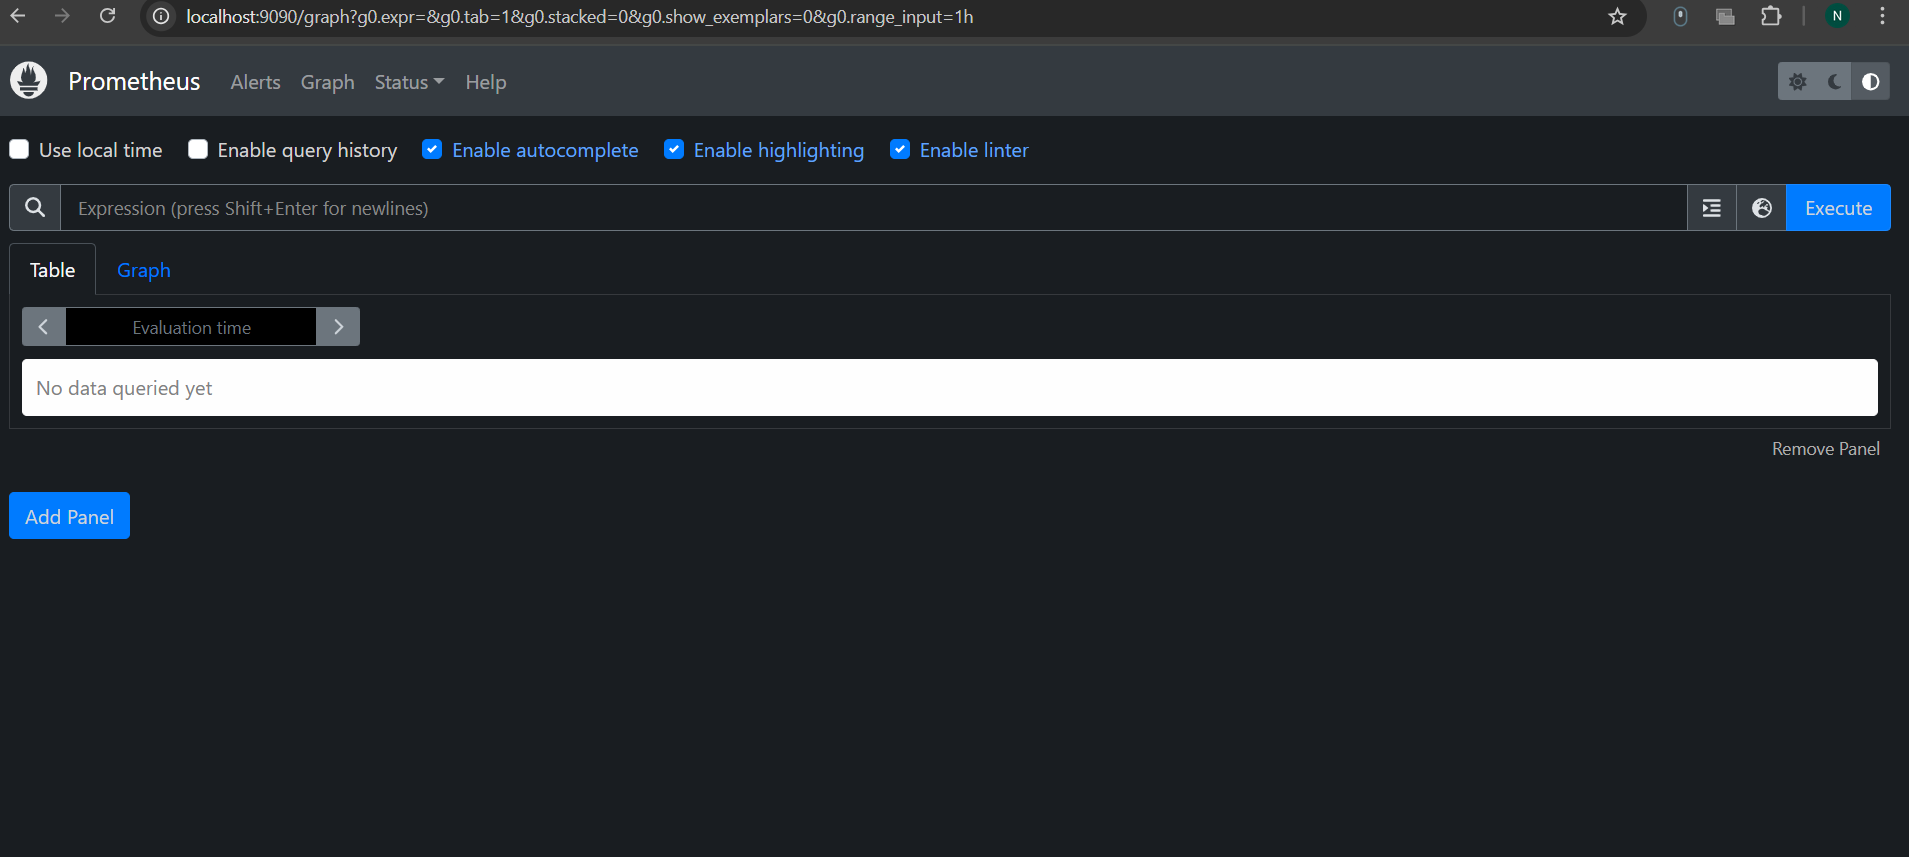 localhost:9090/graph?g0.expr=&g0.tab=1&g0.stacked=0&g0.show_exemplars=0&g0.range_input=1h
N
Prometheus Alerts Graph Status Help
Use local time Enable query history Enable autocomplete Enable highlighting Enable linter
Expression (press Shift+Enter for newlines) Execute
Table Graph
Evaluation time
No data queried yet
Remove Panel
Add Panel